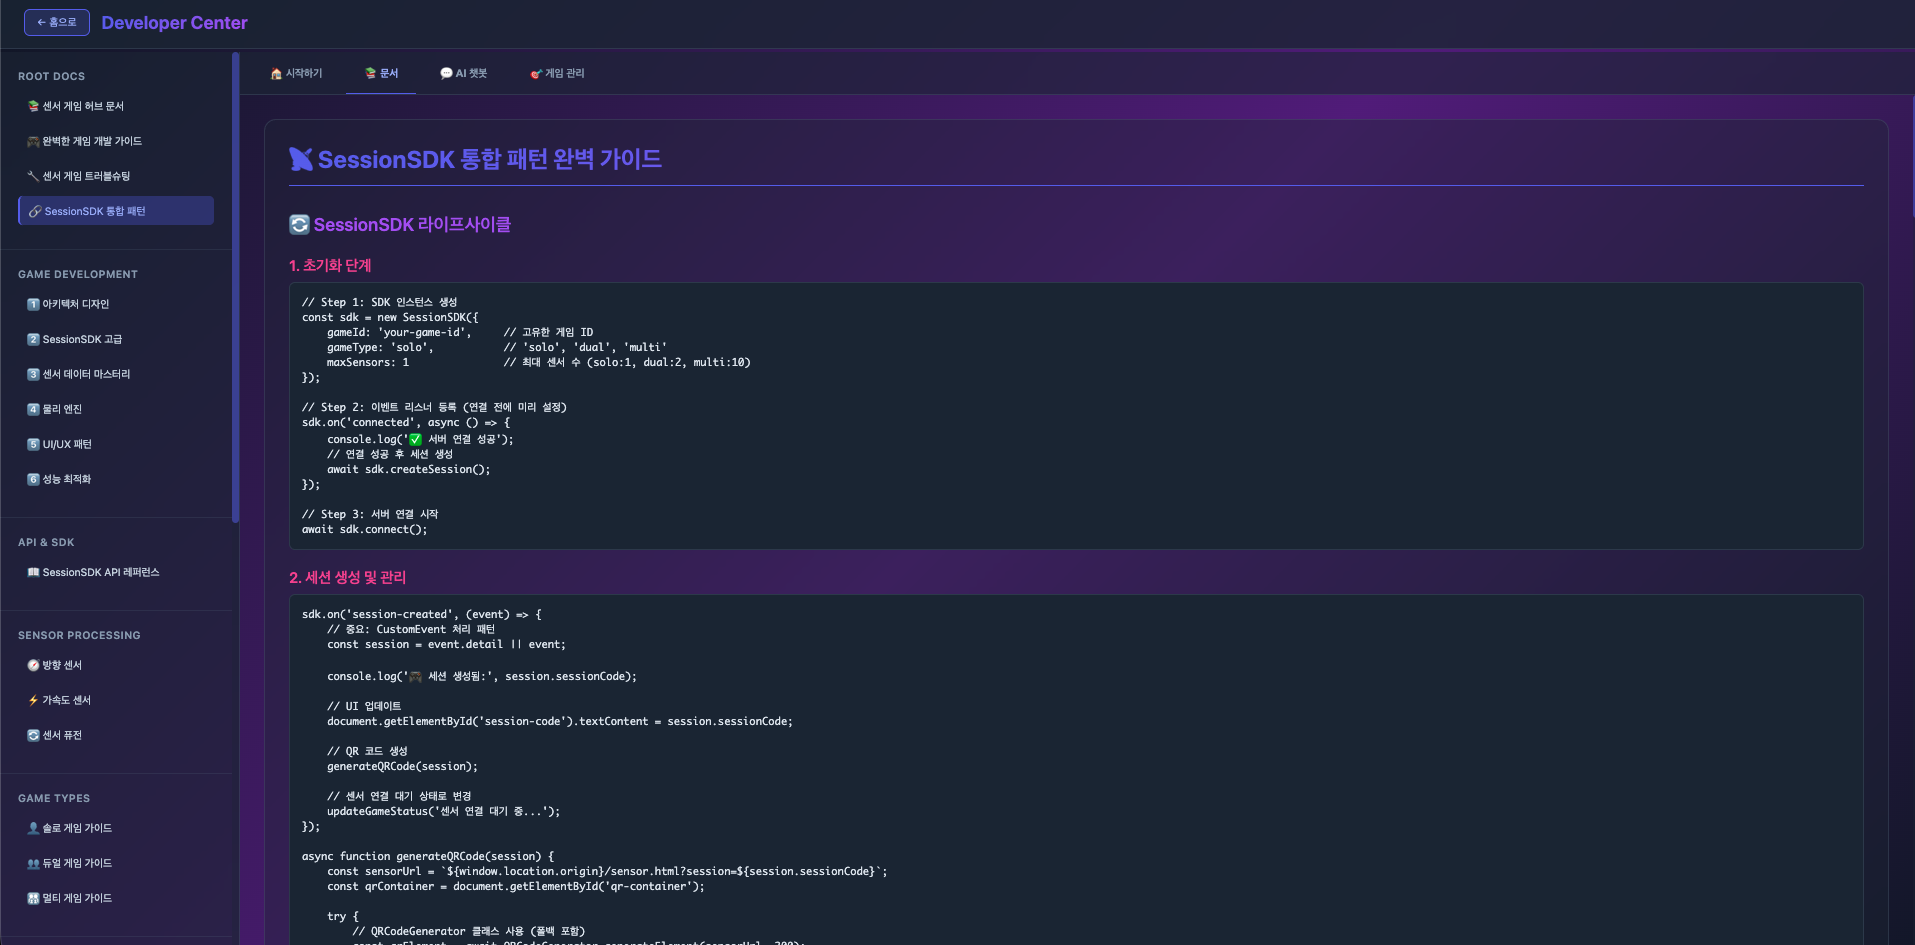 ← 홈으로
Developer Center
ROOT DOCS
📚 센서 게임 허브 문서
🎮 완벽한 게임 개발 가이드
🔧 센서 게임 트러블슈팅
🔗 SessionSDK 통합 패턴
GAME DEVELOPMENT
1️⃣ 아키텍처 디자인
2️⃣ SessionSDK 고급
3️⃣ 센서 데이터 마스터리
4️⃣ 물리 엔진
5️⃣ UI/UX 패턴
6️⃣ 성능 최적화
API & SDK
📖 SessionSDK API 레퍼런스
SENSOR PROCESSING
🧭 방향 센서
⚡ 가속도 센서
🔄 센서 퓨전
GAME TYPES
👤 솔로 게임 가이드
👥 듀얼 게임 가이드
🎛️ 멀티 게임 가이드
🏠 시작하기
📚 문서
💬 AI 챗봇
🎯 게임 관리
📡 SessionSDK 통합 패턴 완벽 가이드
🔄 SessionSDK 라이프사이클
1. 초기화 단계
// Step 1: SDK 인스턴스 생성
const sdk = new SessionSDK({
    gameId: 'your-game-id',     // 고유한 게임 ID
    gameType: 'solo',           // 'solo', 'dual', 'multi'
    maxSensors: 1               // 최대 센서 수 (solo:1, dual:2, multi:10)
});
// Step 2: 이벤트 리스너 등록 (연결 전에 미리 설정)
sdk.on('connected', async () => {
    console.log('✅ 서버 연결 성공');
    // 연결 성공 후 세션 생성
    await sdk.createSession();
});
// Step 3: 서버 연결 시작
await sdk.connect();
2. 세션 생성 및 관리
sdk.on('session-created', (event) => {
    // 중요: CustomEvent 처리 패턴
    const session = event.detail || event;
    console.log('🎮 세션 생성됨:', session.sessionCode);
    // UI 업데이트
    document.getElementById('session-code').textContent = session.sessionCode;
    // QR 코드 생성
    generateQRCode(session);
    // 센서 연결 대기 상태로 변경
    updateGameStatus('센서 연결 대기 중...');
});
async function generateQRCode(session) {
    const sensorUrl = `${window.location.origin}/sensor.html?session=${session.sessionCode}`;
    const qrContainer = document.getElementById('qr-container');
    try {
        // QRCodeGenerator 클래스 사용 (폴백 포함)
        const qrElement = await QRCodeGenerator.generateElement(sensorUrl, 200);